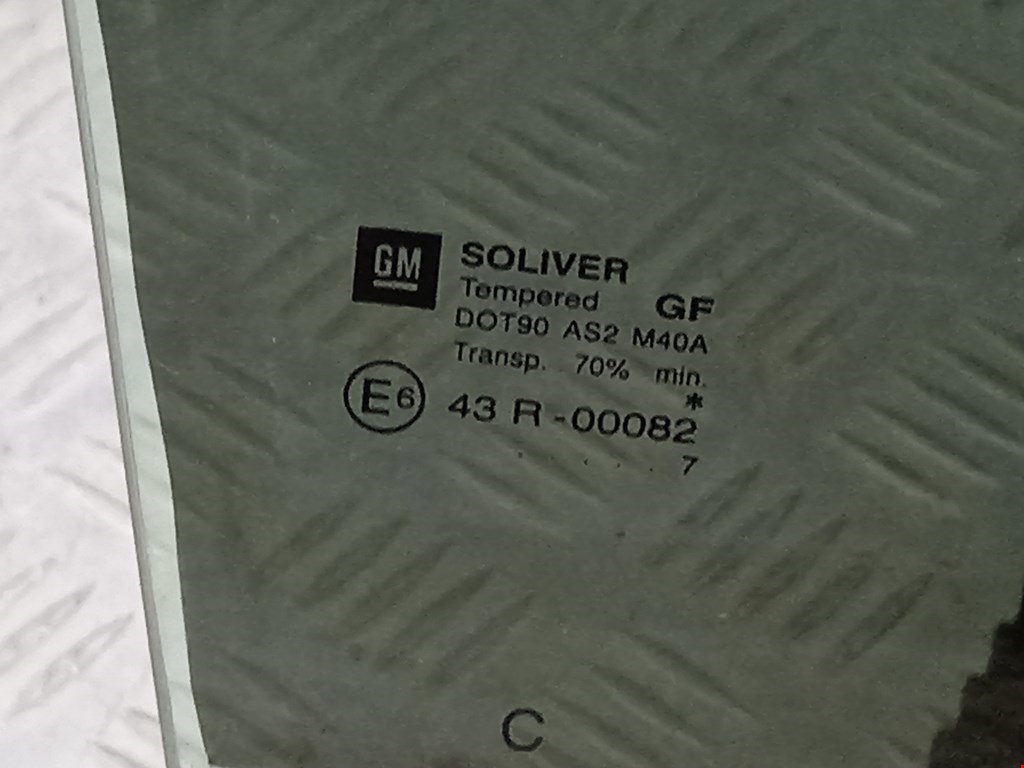 GM SOLIVER
Tempered GF
DOT90 AS2 M40A
Transp. 70% min.
*
E6 43 R -00082
. . . . 7
C